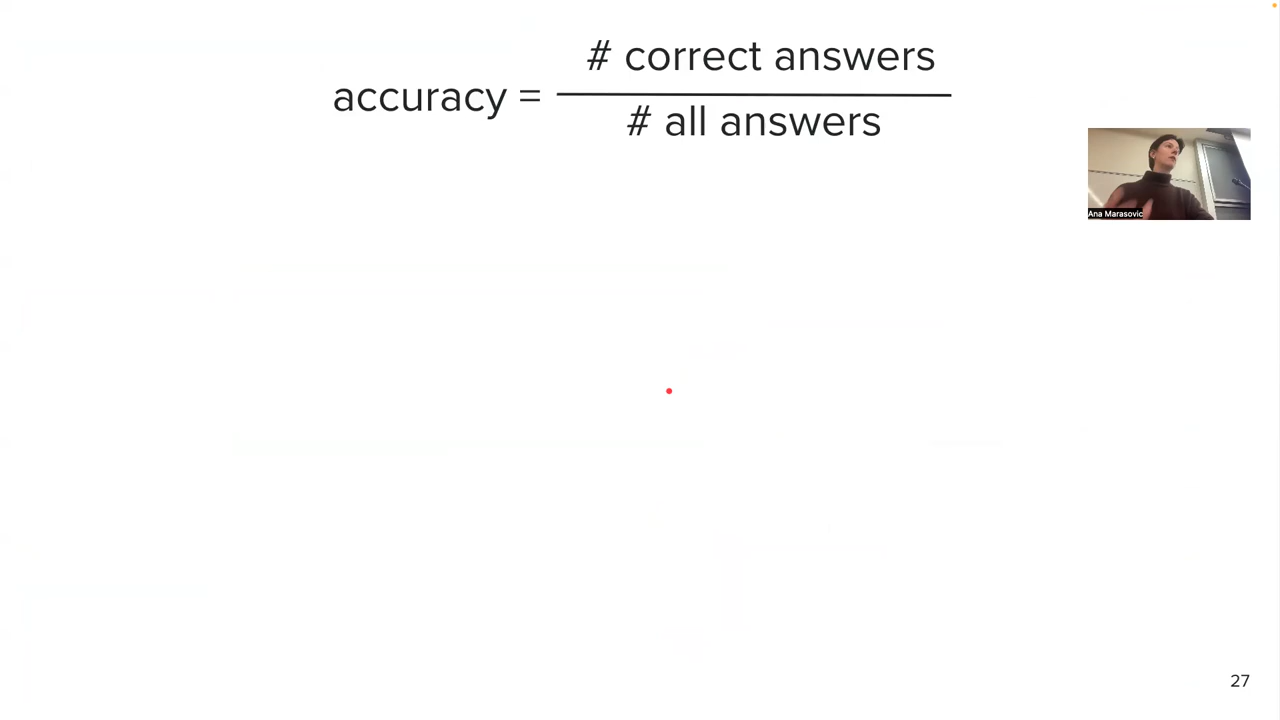 # correct answers
accuracy =
# all answers
Ana Marasovic
27